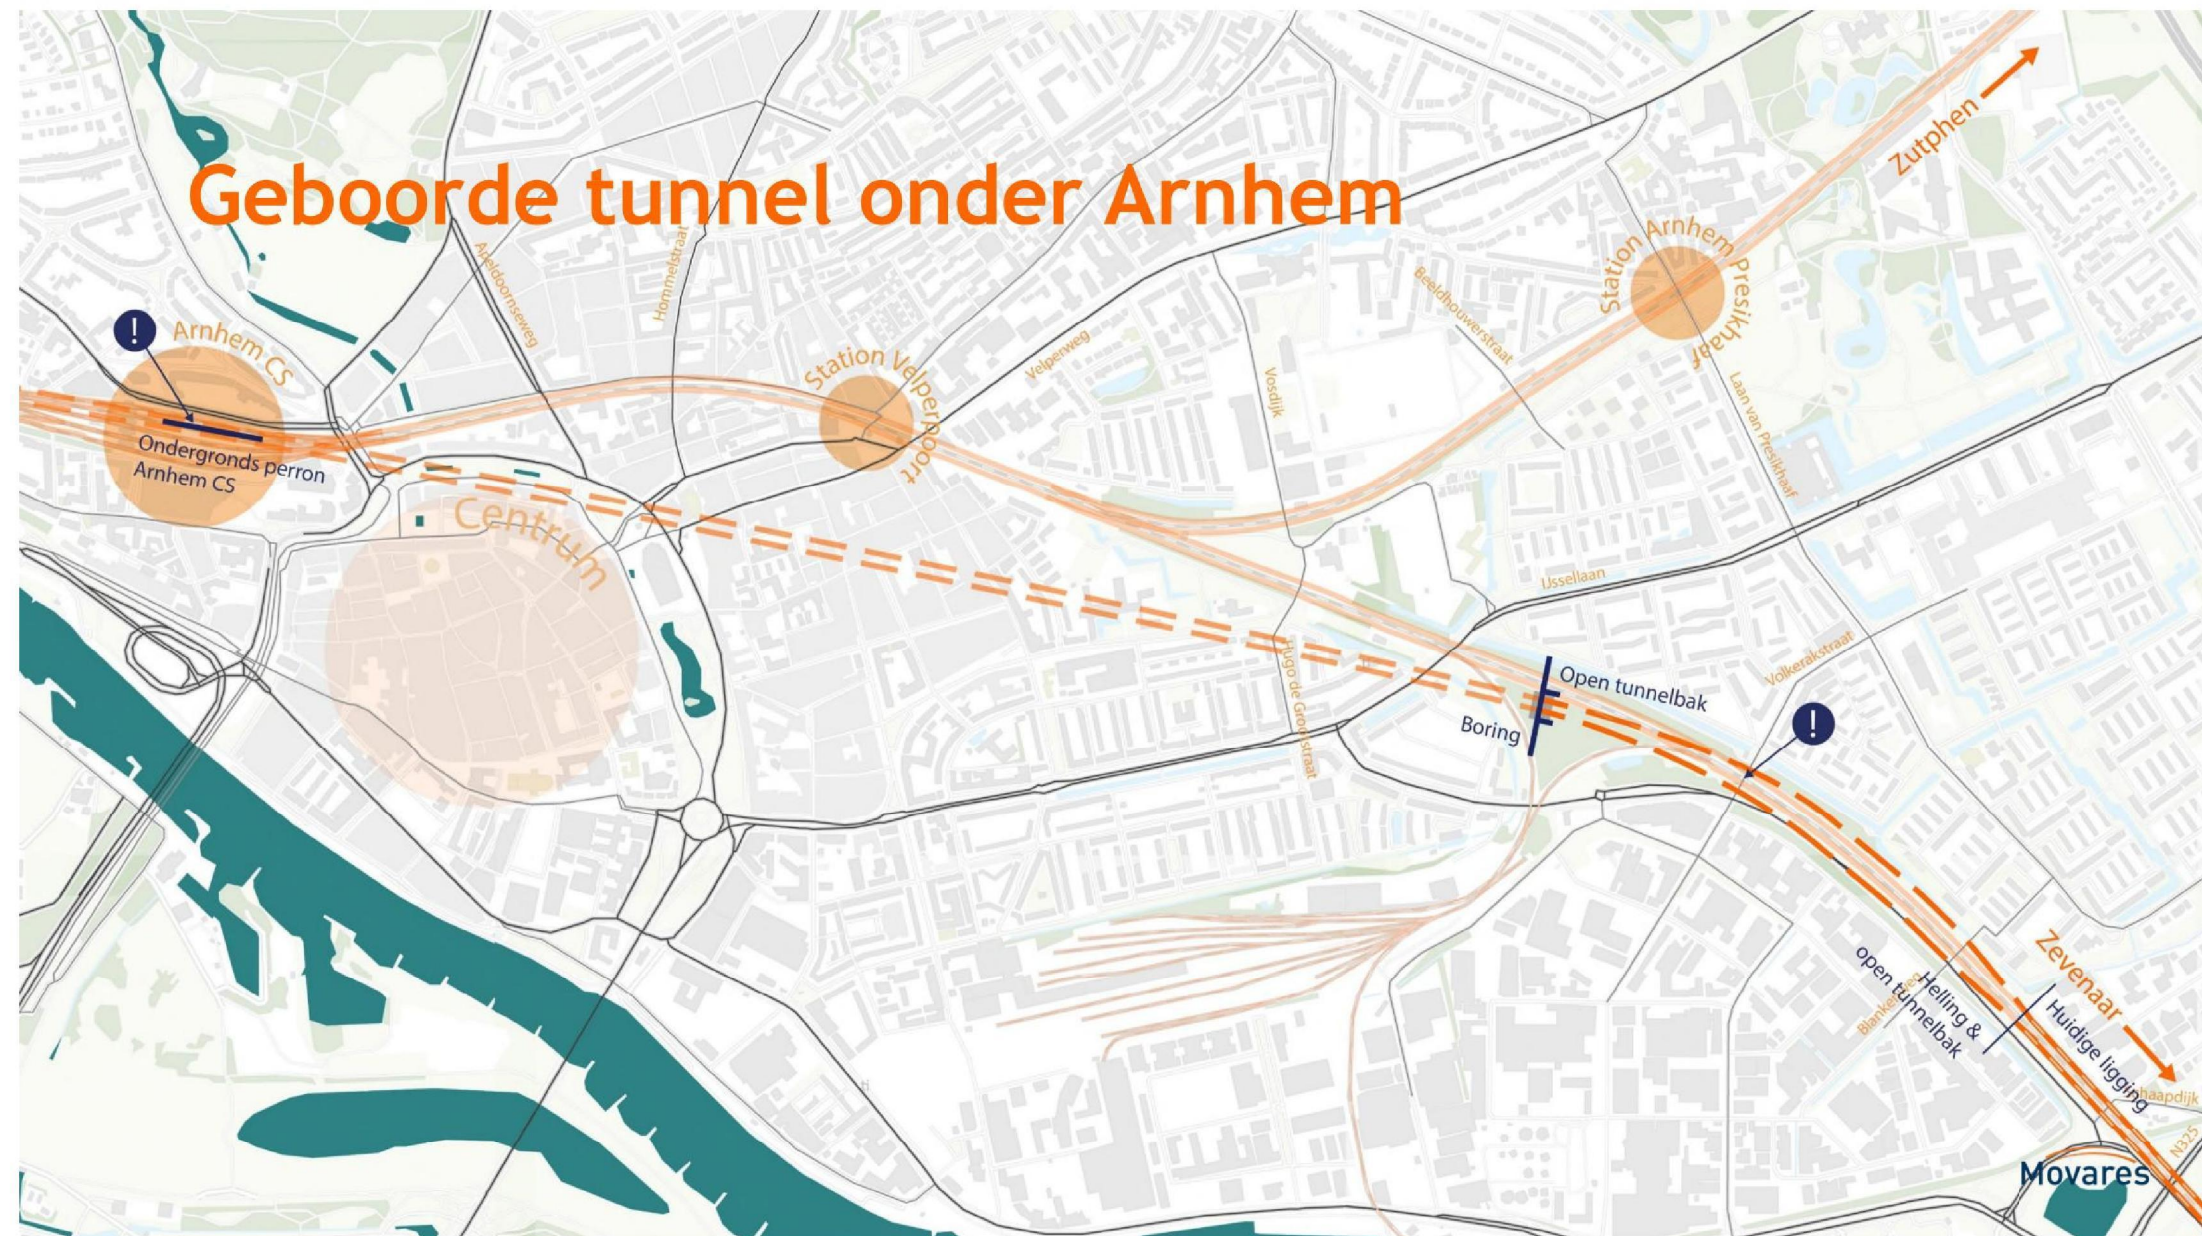 Geboorde tunnel onder Arnhem
Zutphen
Station Arnhem Presikhaaf
Arnhem CS
Ondergronds perron
Arnhem CS
!
Apeldoornseweg
Hommelstraat
Station Velperpoort
Velperweg
Vosdijk
Beeldhouwerstraat
Laan van Presikhaaf
Centrum
IJssellaan
Volkerakstraat
Hugo de Grootstraat
Open tunnelbak
Boring
!
Zevenaar
Helling &
open tunnelbak
Huidige ligging
N325
Movares